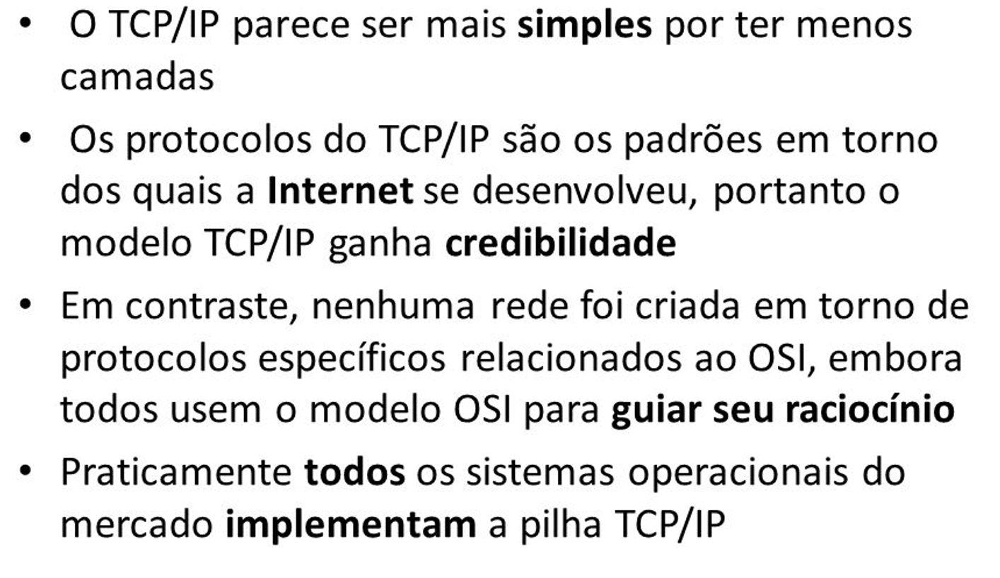 • O TCP/IP parece ser mais simples por ter menos
camadas
• Os protocolos do TCP/IP são os padrões em torno
dos quais a Internet se desenvolveu, portanto o
modelo TCP/IP ganha credibilidade
• Em contraste, nenhuma rede foi criada em torno de
protocolos específicos relacionados ao OSI, embora
todos usem o modelo OSI para guiar seu raciocínio
• Praticamente todos os sistemas operacionais do
mercado implementam a pilha TCP/IP